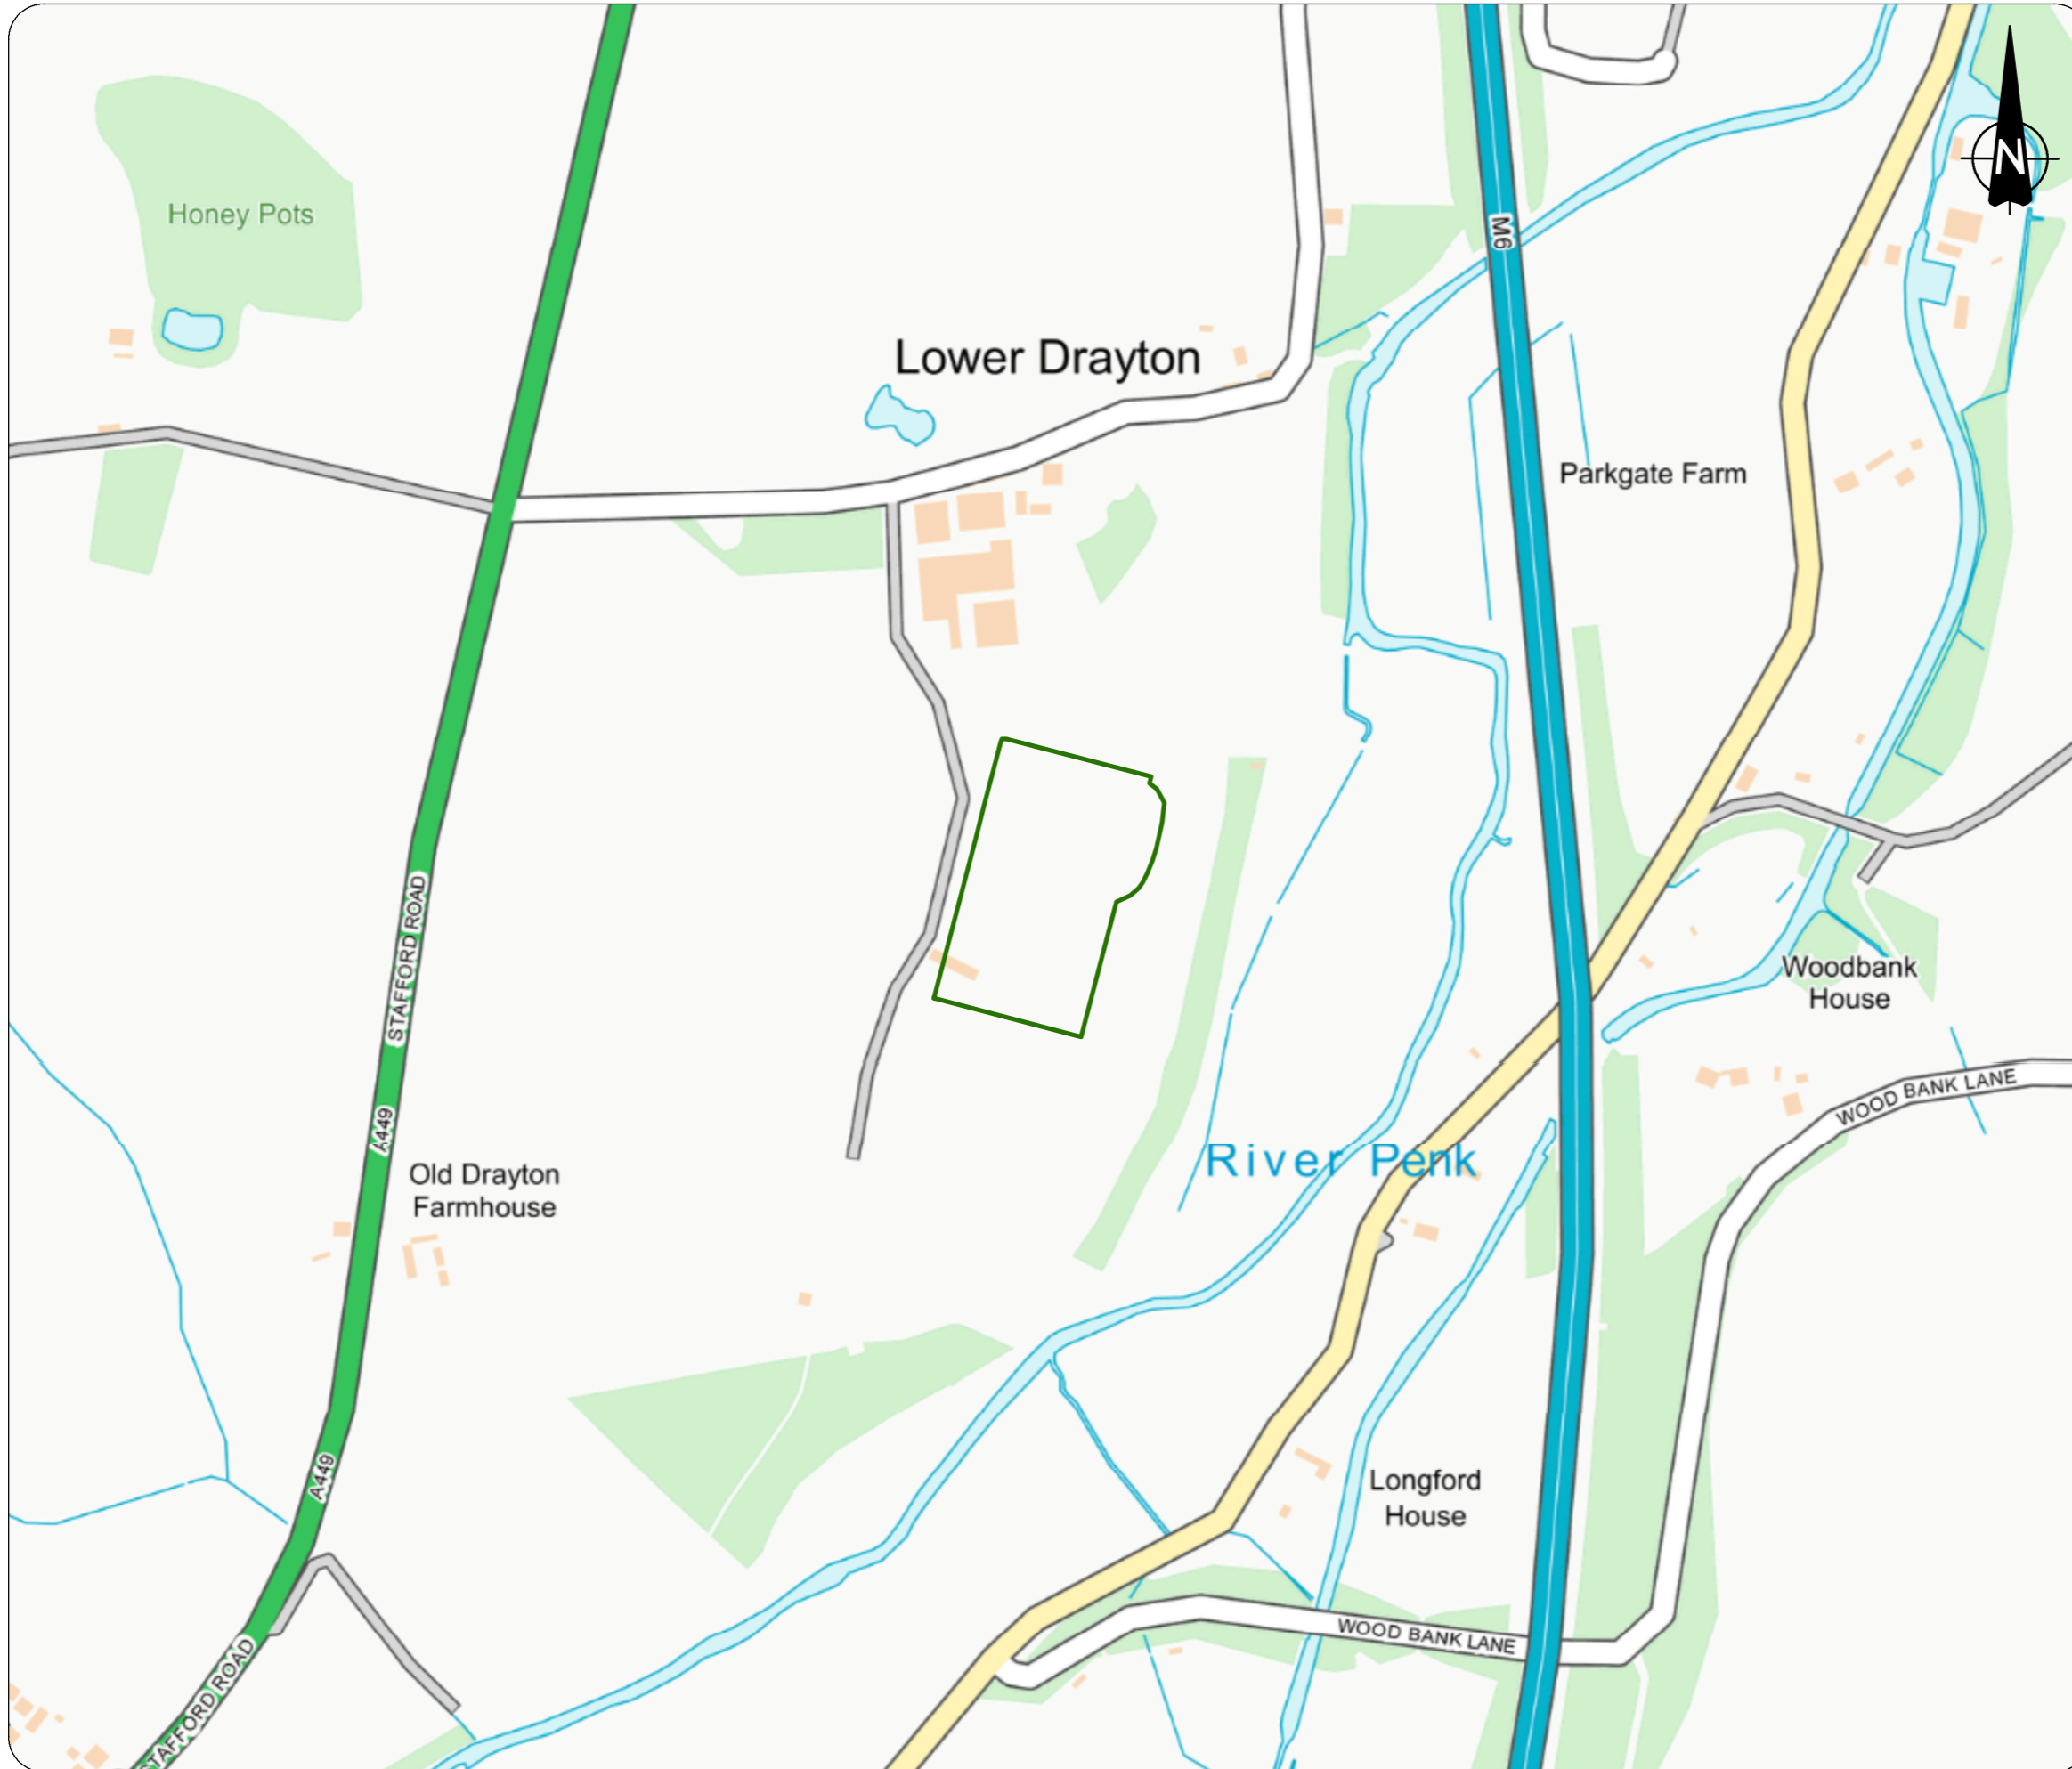 N
Honey Pots
M6
Lower Drayton
Parkgate Farm
STAFFORD ROAD
Woodbank
House
WOOD BANK LANE
A449
River Penk
Old Drayton
Farmhouse
A449
Longford
House
WOOD BANK LANE
STAFFORD ROAD